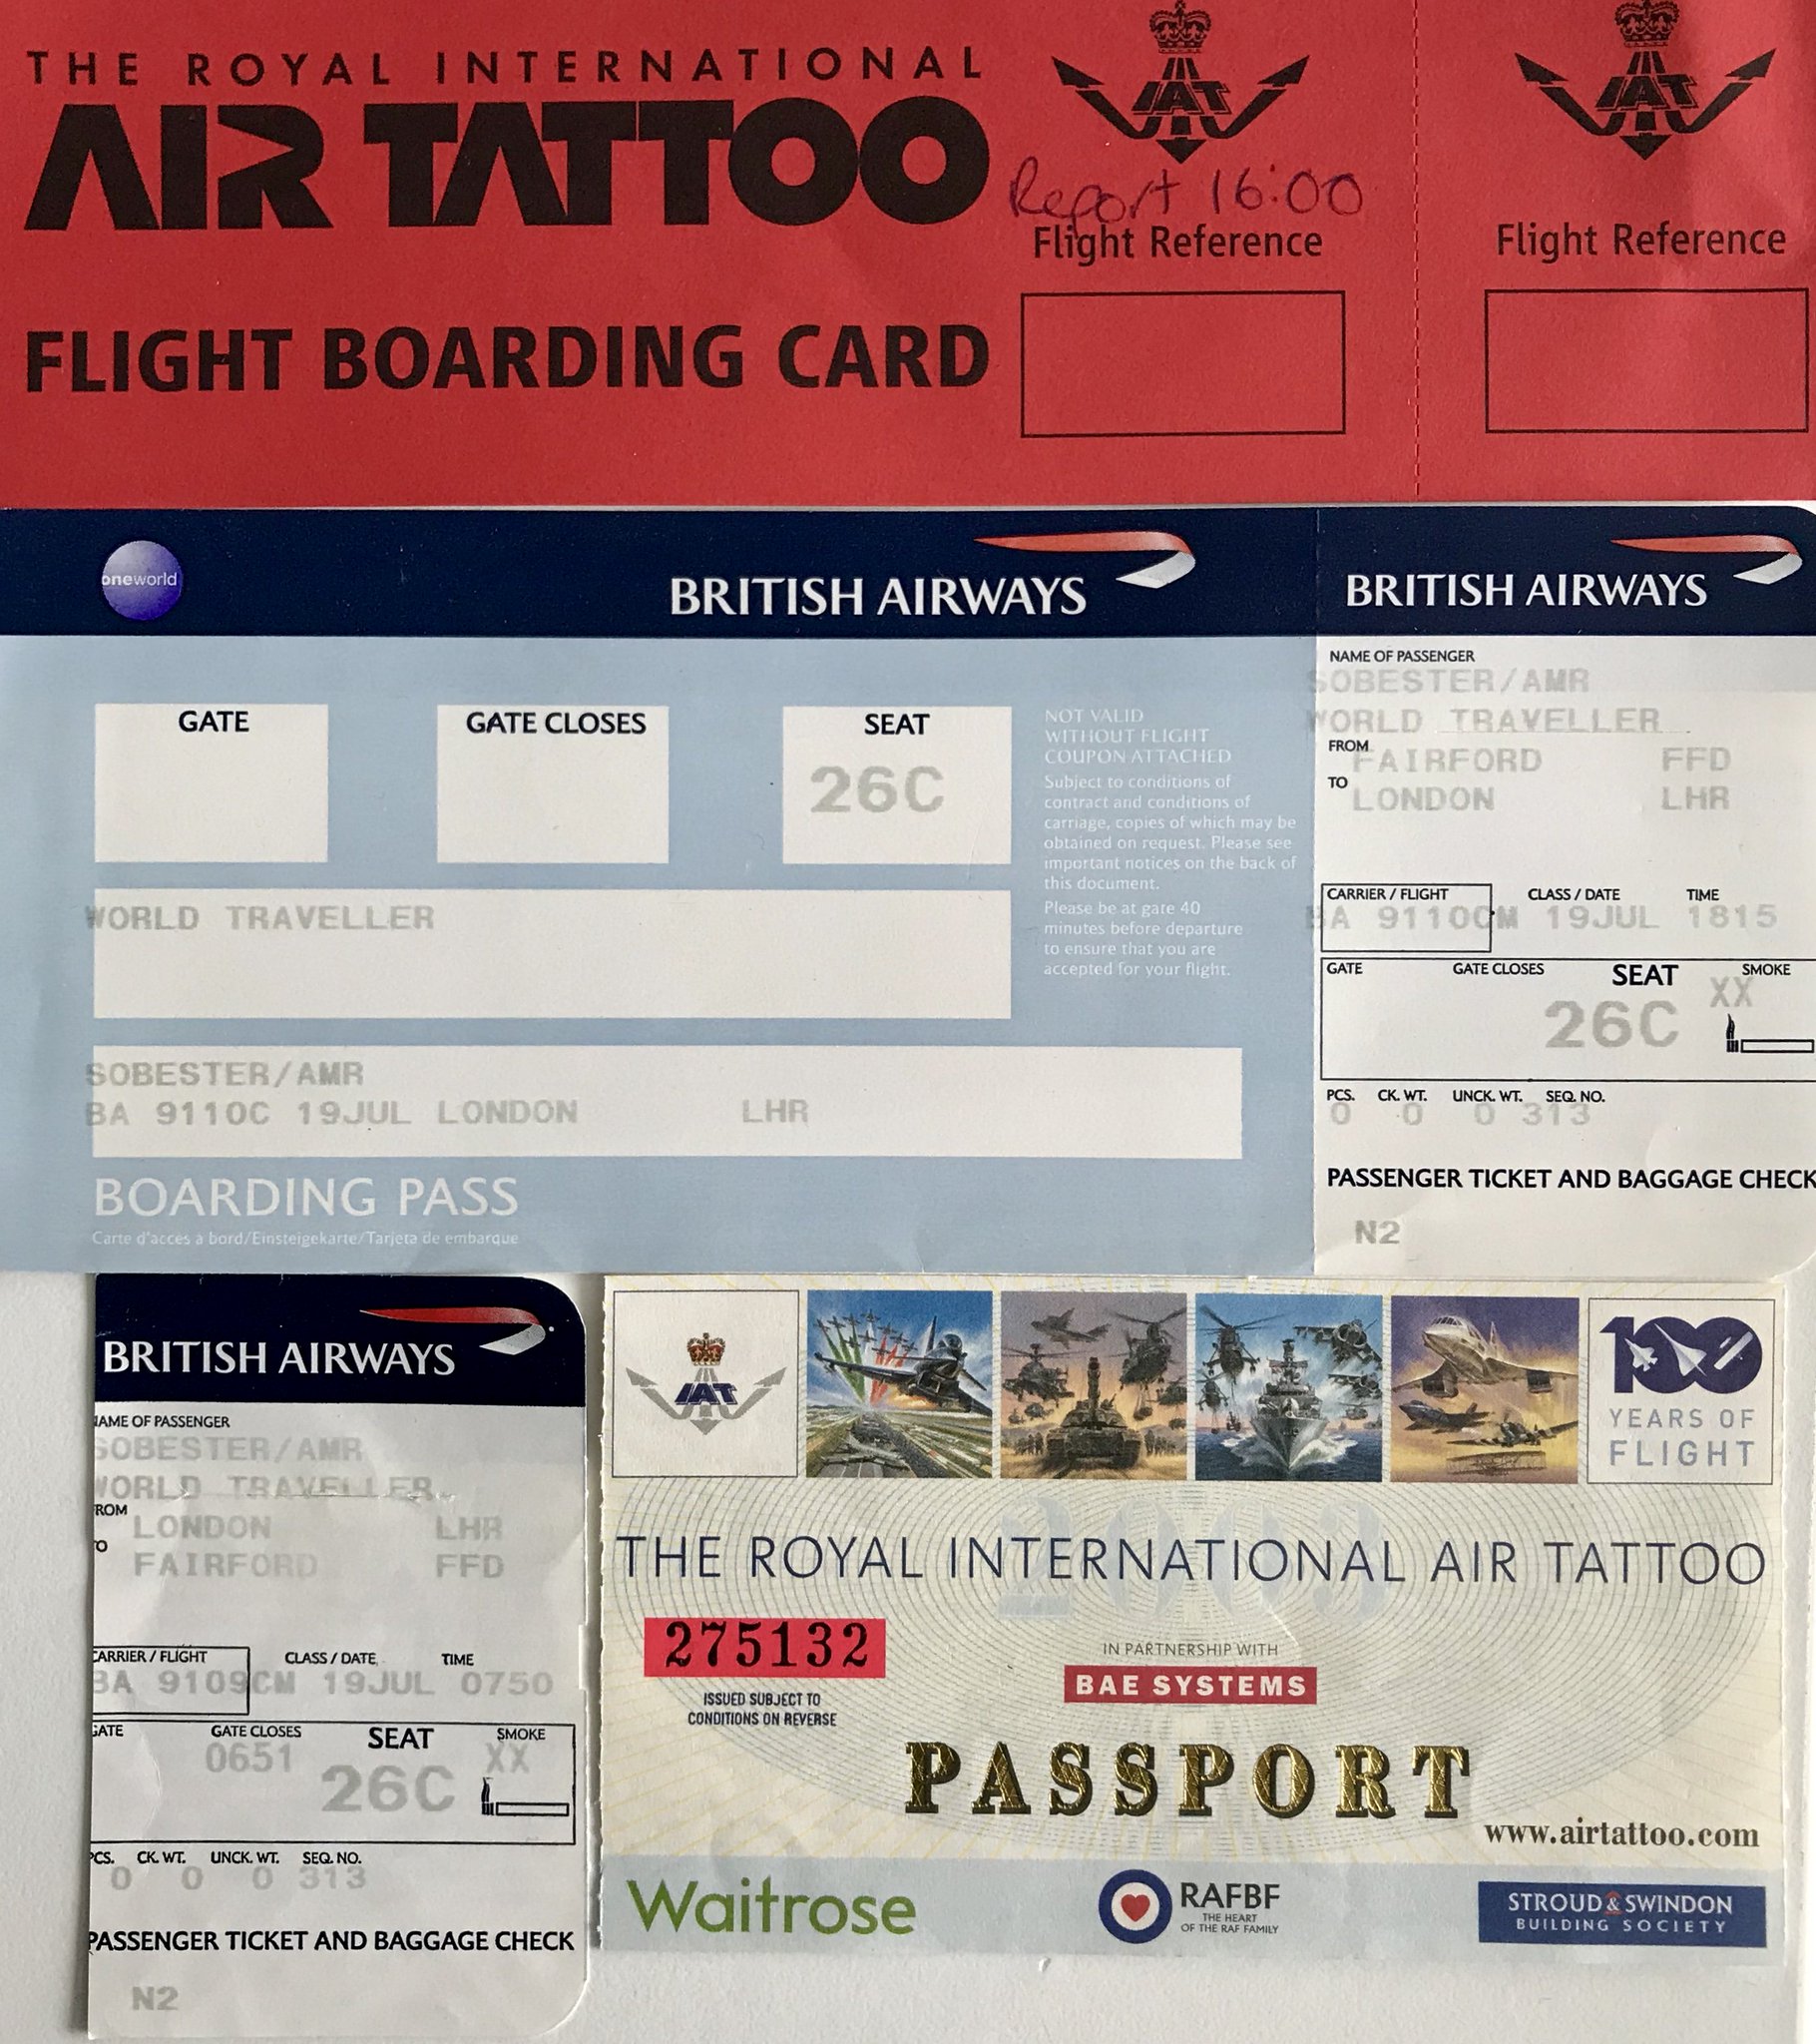 THE ROYAL INTERNATIONAL
AIR TATTOO
FLIGHT BOARDING CARD
IAT
Report 16:00
Flight Reference
IAT
Flight Reference
oneworld
BRITISH AIRWAYS
GATE
GATE CLOSES
SEAT
26C
NOT VALID
WITHOUT FLIGHT
COUPON ATTACHED
Subject to conditions of
contract and conditions of
carriage, copies of which may be
obtained on request. Please see
important notices on the back of
this document.
Please be at gate 40
minutes before departure
to ensure that you are
accepted for your flight.
WORLD TRAVELLER
SOBESTER/AMR
BA 9110C 19JUL LONDON LHR
BOARDING PASS
Carte d'acces a bord/Einsteigekarte/Tarjeta de embarque
BRITISH AIRWAYS
NAME OF PASSENGER
SOBESTER/AMR
WORLD TRAVELLER
FROM
FAIRFORD FFD
TO
LONDON LHR
CARRIER / FLIGHT CLASS / DATE TIME
BA 9110CM 19JUL 1815
GATE GATE CLOSES SEAT SMOKE
XX
26C
PCS. CK. WT. UNCK. WT. SEQ. NO.
0 0 0 313
PASSENGER TICKET AND BAGGAGE CHECK
N2
BRITISH AIRWAYS
NAME OF PASSENGER
SOBESTER/AMR
WORLD TRAVELLER
FROM
LONDON LHR
TO
FAIRFORD FFD
CARRIER / FLIGHT CLASS / DATE TIME
BA 9109CM 19JUL 0750
GATE GATE CLOSES SEAT SMOKE
0651 XX
26C
PCS. CK. WT. UNCK. WT. SEQ. NO.
0 0 0 313
PASSENGER TICKET AND BAGGAGE CHECK
N2
IAT
100
YEARS OF
FLIGHT
2003
THE ROYAL INTERNATIONAL AIR TATTOO
275132
ISSUED SUBJECT TO
CONDITIONS ON REVERSE
IN PARTNERSHIP WITH
BAE SYSTEMS
PASSPORT
www.airtattoo.com
Waitrose
RAFBF
THE HEART
OF THE RAF FAMILY
STROUD & SWINDON
BUILDING SOCIETY